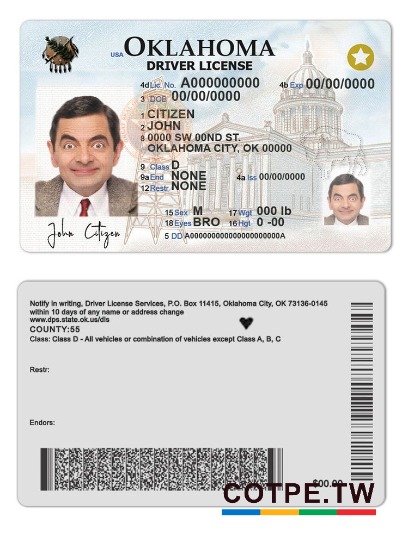 USA OKLAHOMA
DRIVER LICENSE
4d Lic. No. A000000000
4b Exp 00/00/0000
3 DOB 00/00/0000
1 CITIZEN
2 JOHN
8 0000 SW 00ND ST.
OKLAHOMA CITY, OK 00000
9 Class D
9a End NONE
4a Iss 00/00/0000
12 Restr NONE
15 Sex M 17 Wgt 000 lb
18 Eyes BRO 16 Hgt 0 -00
John Citizen
5 DD A0000000000000000000A
Notify in writing, Driver License Services, P.O. Box 11415, Oklahoma City, OK 73136-0145
within 10 days of any name or address change
www.dps.state.ok.us/dls
COUNTY:55
Class: Class D - All vehicles or combination of vehicles except Class A, B, C
Restr:
Endors:
$00.00
COTPE.TW